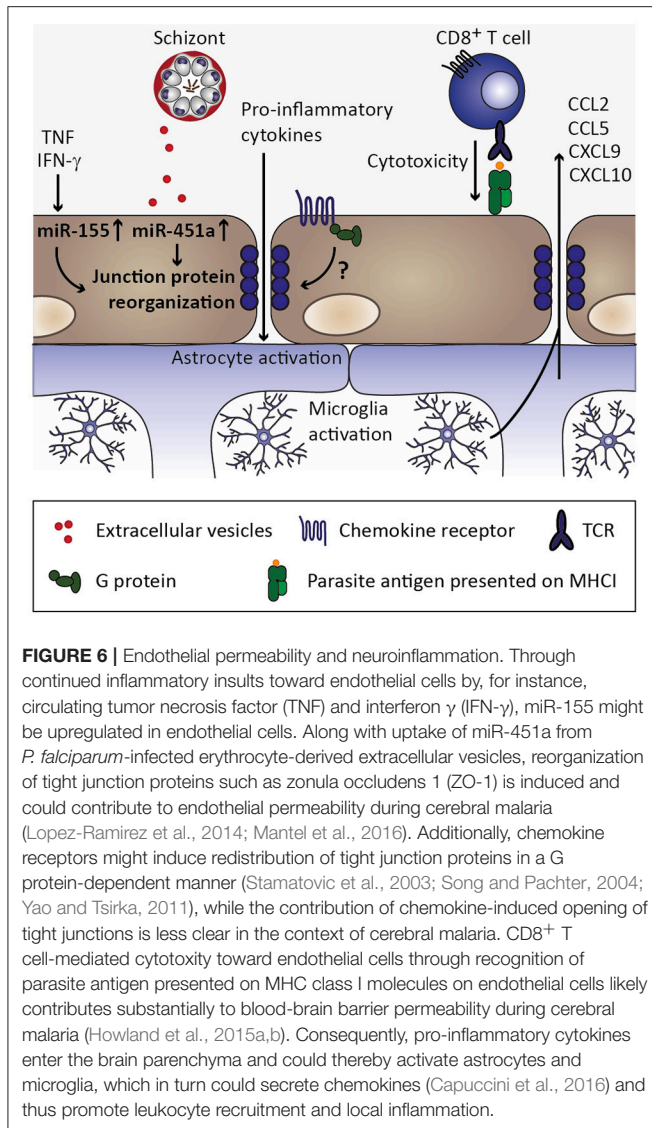 Schizont
CD8+ T cell
TNF
IFN-γ
Pro-inflammatory
cytokines
Cytotoxicity
CCL2
CCL5
CXCL9
CXCL10
miR-155↑ miR-451a↑
Junction protein
reorganization
?
Astrocyte activation
Microglia
activation
Extracellular vesicles
Chemokine receptor
TCR
G protein
Parasite antigen presented on MHCI
FIGURE 6 | Endothelial permeability and neuroinflammation. Through
continued inflammatory insults toward endothelial cells by, for instance,
circulating tumor necrosis factor (TNF) and interferon γ (IFN-γ), miR-155 might
be upregulated in endothelial cells. Along with uptake of miR-451a from
P. falciparum-infected erythrocyte-derived extracellular vesicles, reorganization
of tight junction proteins such as zonula occludens 1 (ZO-1) is induced and
could contribute to endothelial permeability during cerebral malaria
(Lopez-Ramirez et al., 2014; Mantel et al., 2016). Additionally, chemokine
receptors might induce redistribution of tight junction proteins in a G
protein-dependent manner (Stamatovic et al., 2003; Song and Pachter, 2004;
Yao and Tsirka, 2011), while the contribution of chemokine-induced opening of
tight junctions is less clear in the context of cerebral malaria. CD8+ T
cell-mediated cytotoxity toward endothelial cells through recognition of
parasite antigen presented on MHC class I molecules on endothelial cells likely
contributes substantially to blood-brain barrier permeability during cerebral
malaria (Howland et al., 2015a,b). Consequently, pro-inflammatory cytokines
enter the brain parenchyma and could thereby activate astrocytes and
microglia, which in turn could secrete chemokines (Capuccini et al., 2016) and
thus promote leukocyte recruitment and local inflammation.